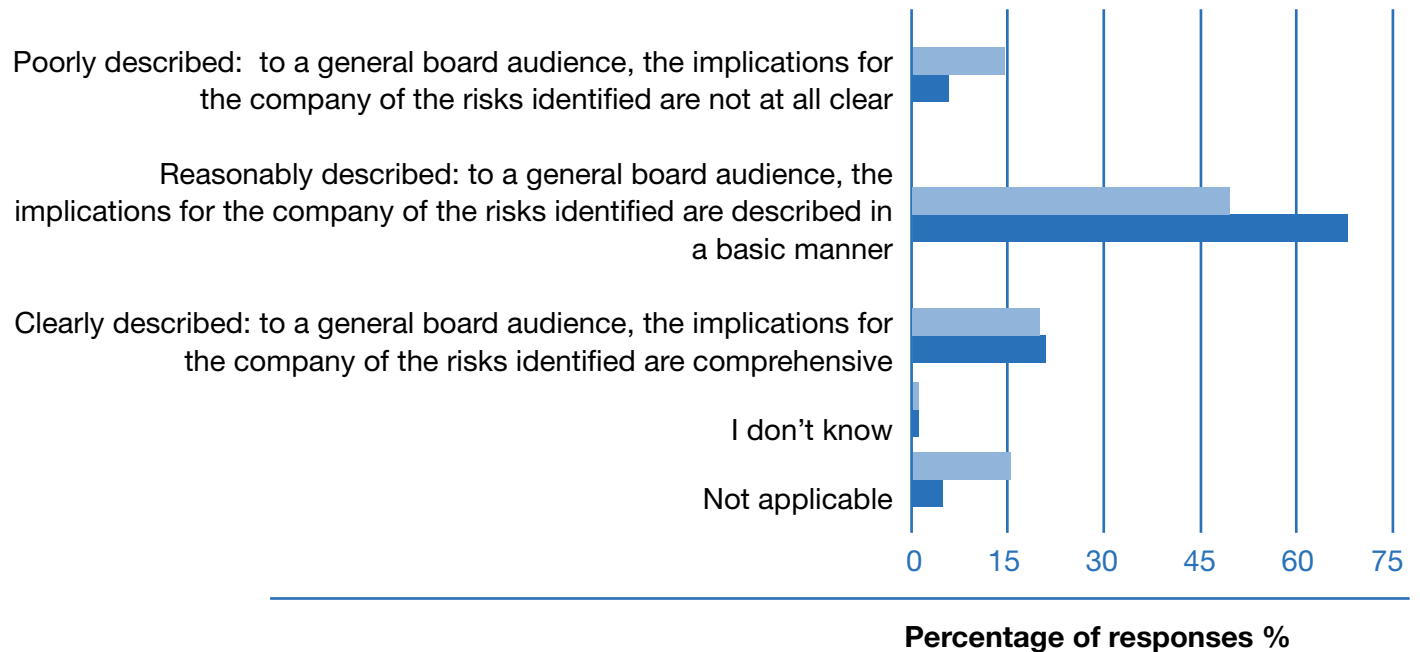 Poorly described:  to a general board audience, the implications for
the company of the risks identified are not at all clear
Reasonably described: to a general board audience, the
implications for the company of the risks identified are described in
a basic manner
Clearly described: to a general board audience, the implications for
the company of the risks identified are comprehensive
I don’t know
Not applicable
0 15 30 45 60 75
Percentage of responses %